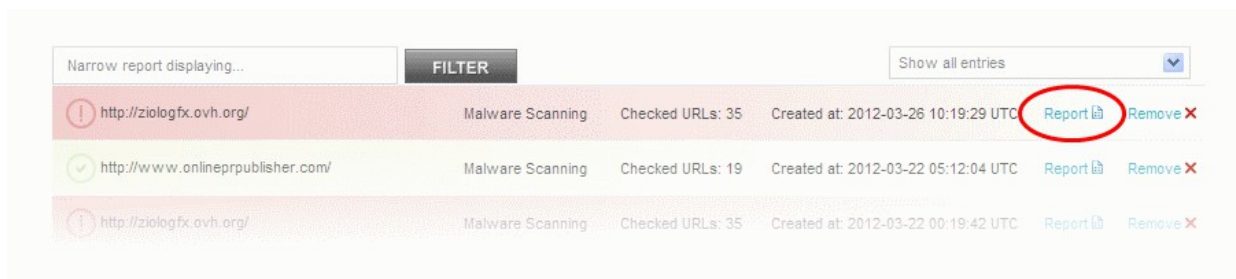 Narrow report displaying... FILTER Show all entries
http://ziologfx.ovh.org/ Malware Scanning Checked URLs: 35 Created at: 2012-03-26 10:19:29 UTC Report Remove
http://www.onlineprpublisher.com/ Malware Scanning Checked URLs: 19 Created at: 2012-03-22 05:12:04 UTC Report Remove
http://ziologfx.ovh.org/ Malware Scanning Checked URLs: 35 Created at: 2012-03-22 00:19:42 UTC Report Remove